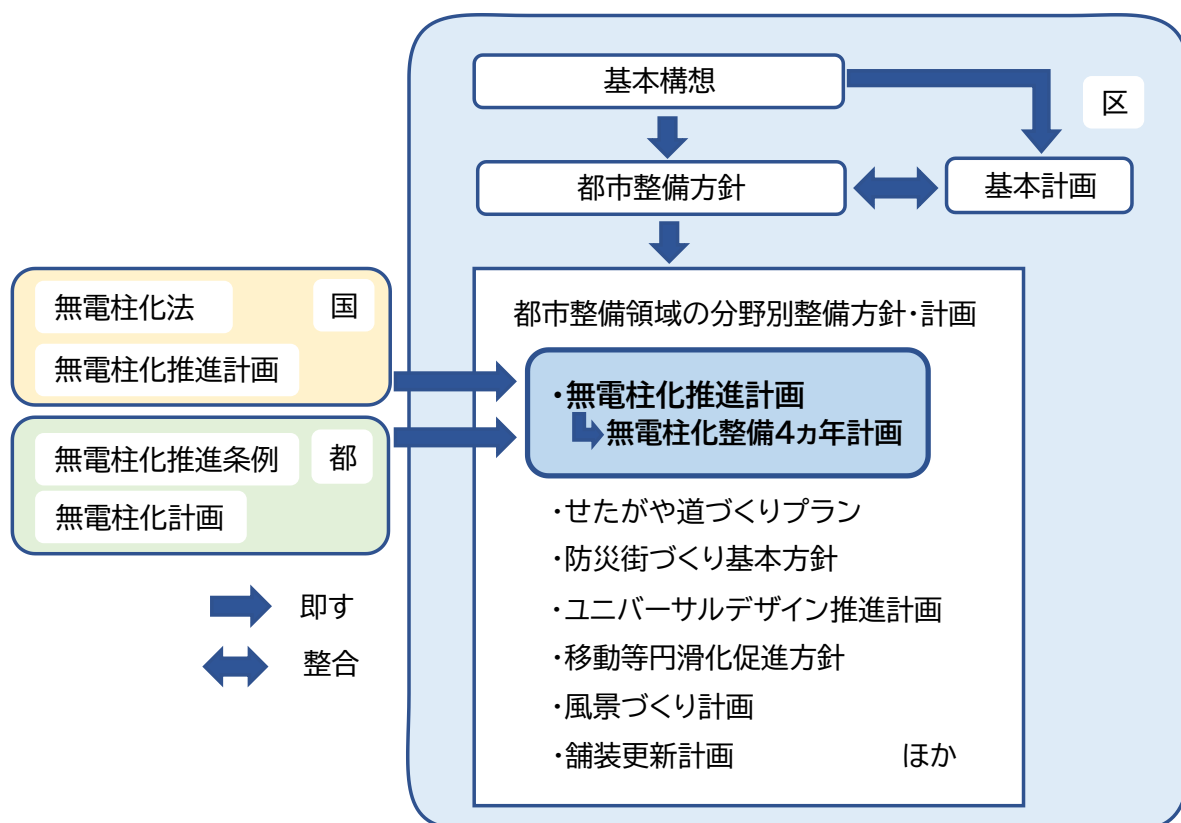 基本構想
区
都市整備方針
基本計画
無電柱化法
国
無電柱化推進計画
無電柱化推進条例
都
無電柱化計画
即す
整合
都市整備領域の分野別整備方針・計画
・無電柱化推進計画
無電柱化整備4ヵ年計画
・せたがや道づくりプラン
・防災街づくり基本方針
・ユニバーサルデザイン推進計画
・移動等円滑化促進方針
・風景づくり計画
・舗装更新計画 ほか